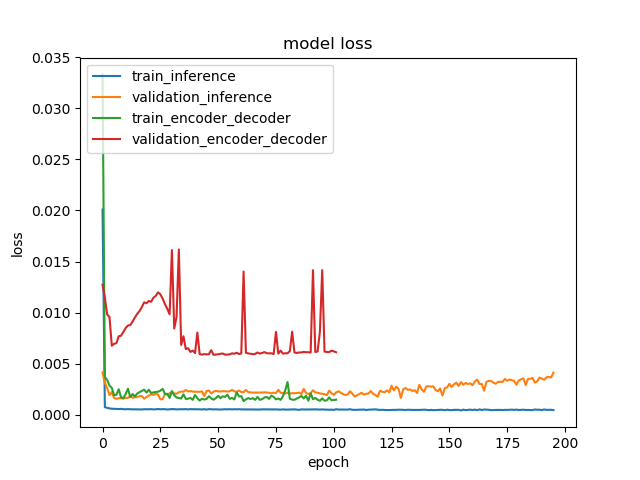 model loss
train_inference
validation_inference
train_encoder_decoder
validation_encoder_decoder
loss
0.035
0.030
0.025
0.020
0.015
0.010
0.005
0.000
0 25 50 75 100 125 150 175 200
epoch